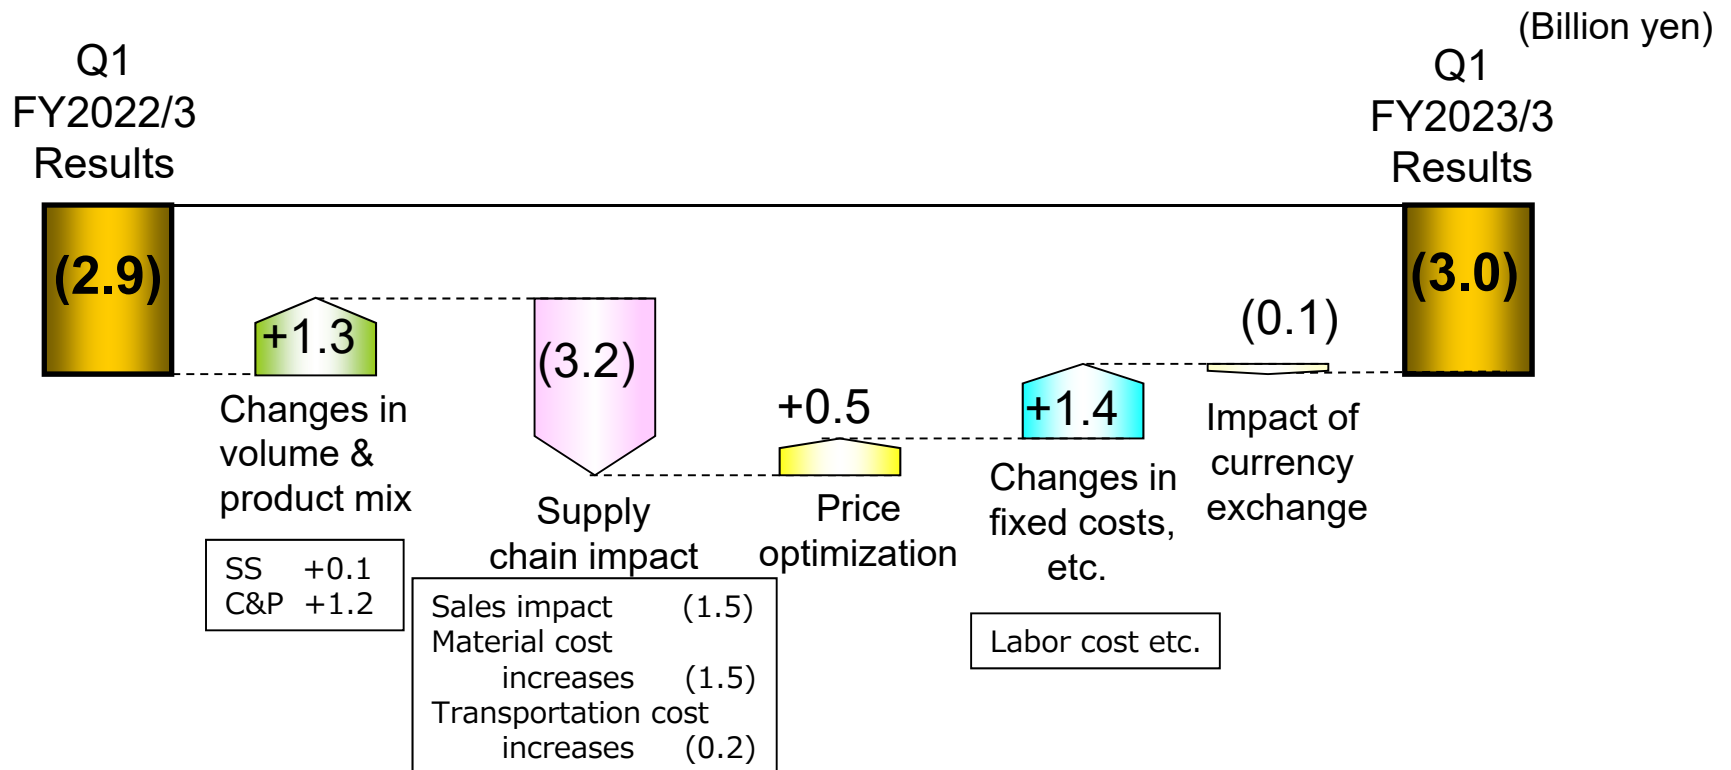 (Billion yen)
Q1
FY2022/3
Results
Q1
FY2023/3
Results
(2.9)
+1.3
(3.2)
+0.5
+1.4
(0.1)
(3.0)
Changes in
volume &
product mix
SS +0.1
C&P +1.2
Supply
chain impact
Sales impact (1.5)
Material cost
increases (1.5)
Transportation cost
increases (0.2)
Price
optimization
Changes in
fixed costs,
etc.
Labor cost etc.
Impact of
currency
exchange